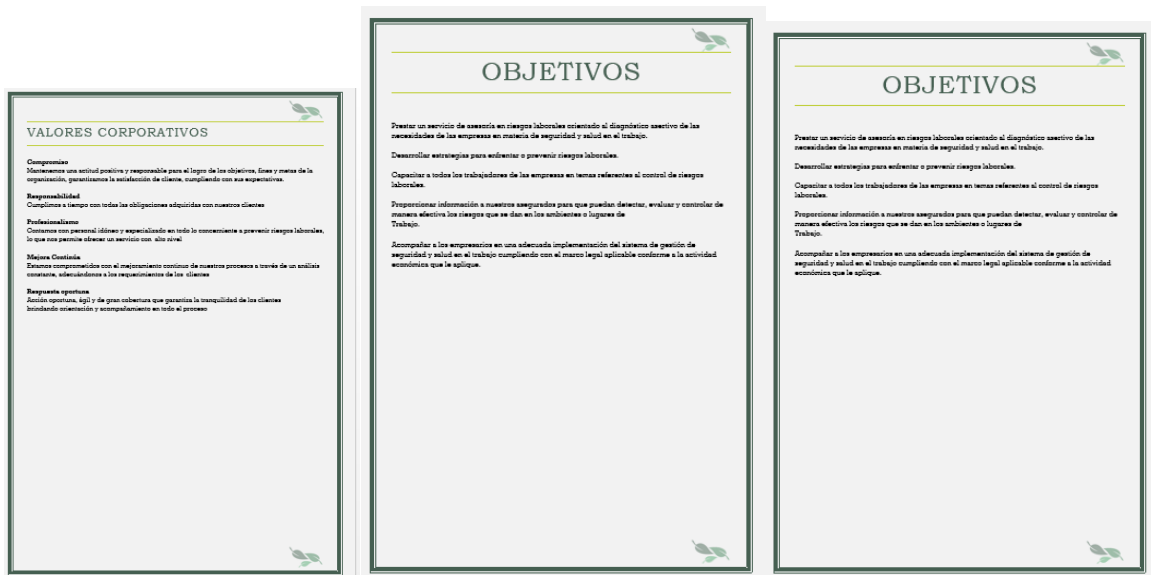 VALORES CORPORATIVOS
Compromiso
Mantenemos una actitud positiva y responsable para el logro de los objetivos, fines y metas de la
organización, garantizamos la satisfacción de cliente, cumpliendo con sus expectativas.
Responsabilidad
Cumplimos a tiempo con todas las obligaciones adquiridas con nuestros clientes
Profesionalismo
Contamos con personal idóneo y especializado en todo lo concerniente a prevenir riesgos laborales,
lo que nos permite ofrecer un servicio con alto nivel
Mejora Continúa
Estamos comprometidos con el mejoramiento continuo de nuestros procesos a través de un análisis
constante, adecuándonos a los requerimientos de los clientes
Respuesta oportuna
Acción oportuna, ágil y de gran cobertura que garantiza la tranquilidad de los clientes
brindando orientación y acompañamiento en todo el proceso
OBJETIVOS
Prestar un servicio de asesoría en riesgos laborales orientado al diagnóstico asertivo de las
necesidades de las empresas en materia de seguridad y salud en el trabajo.
Desarrollar estrategias para enfrentar o prevenir riesgos laborales.
Capacitar a todos los trabajadores de las empresas en temas referentes al control de riesgos
laborales.
Proporcionar información a nuestros asegurados para que puedan detectar, evaluar y controlar de
manera efectiva los riesgos que se dan en los ambientes o lugares de
Trabajo.
Acompañar a los empresarios en una adecuada implementación del sistema de gestión de
seguridad y salud en el trabajo cumpliendo con el marco legal aplicable conforme a la actividad
económica que le aplique.
OBJETIVOS
Prestar un servicio de asesoría en riesgos laborales orientado al diagnóstico asertivo de las
necesidades de las empresas en materia de seguridad y salud en el trabajo.
Desarrollar estrategias para enfrentar o prevenir riesgos laborales.
Capacitar a todos los trabajadores de las empresas en temas referentes al control de riesgos
laborales.
Proporcionar información a nuestros asegurados para que puedan detectar, evaluar y controlar de
manera efectiva los riesgos que se dan en los ambientes o lugares de
Trabajo.
Acompañar a los empresarios en una adecuada implementación del sistema de gestión de
seguridad y salud en el trabajo cumpliendo con el marco legal aplicable conforme a la actividad
económica que le aplique.